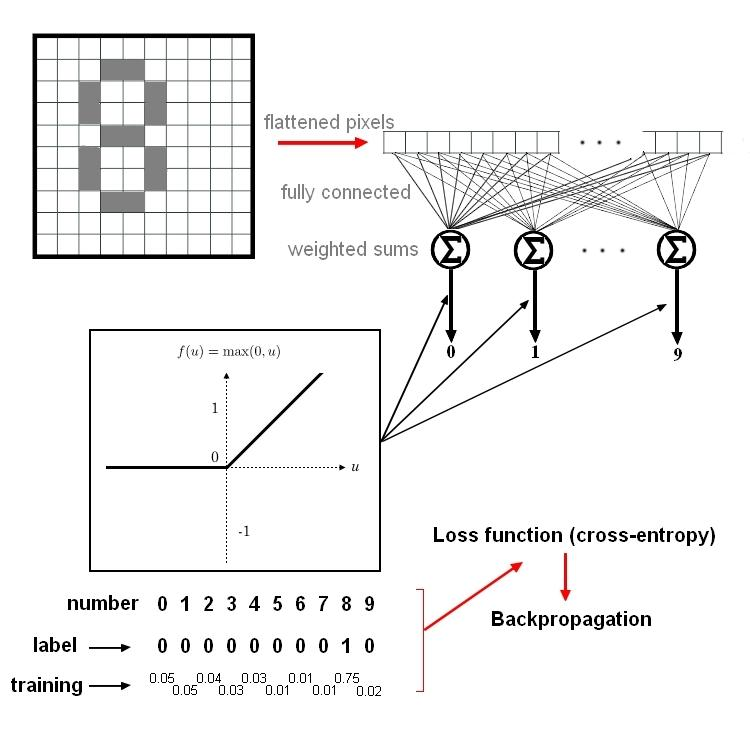 flattened pixels
. . .
fully connected
weighted sums
Σ Σ . . . Σ
0 1 9
f(u) = max(0, u)
1
0
u
-1
Loss function (cross-entropy)
Backpropagation
number 0 1 2 3 4 5 6 7 8 9
label 0 0 0 0 0 0 0 0 1 0
training 0.05 0.05 0.04 0.03 0.03 0.01 0.01 0.01 0.75 0.02